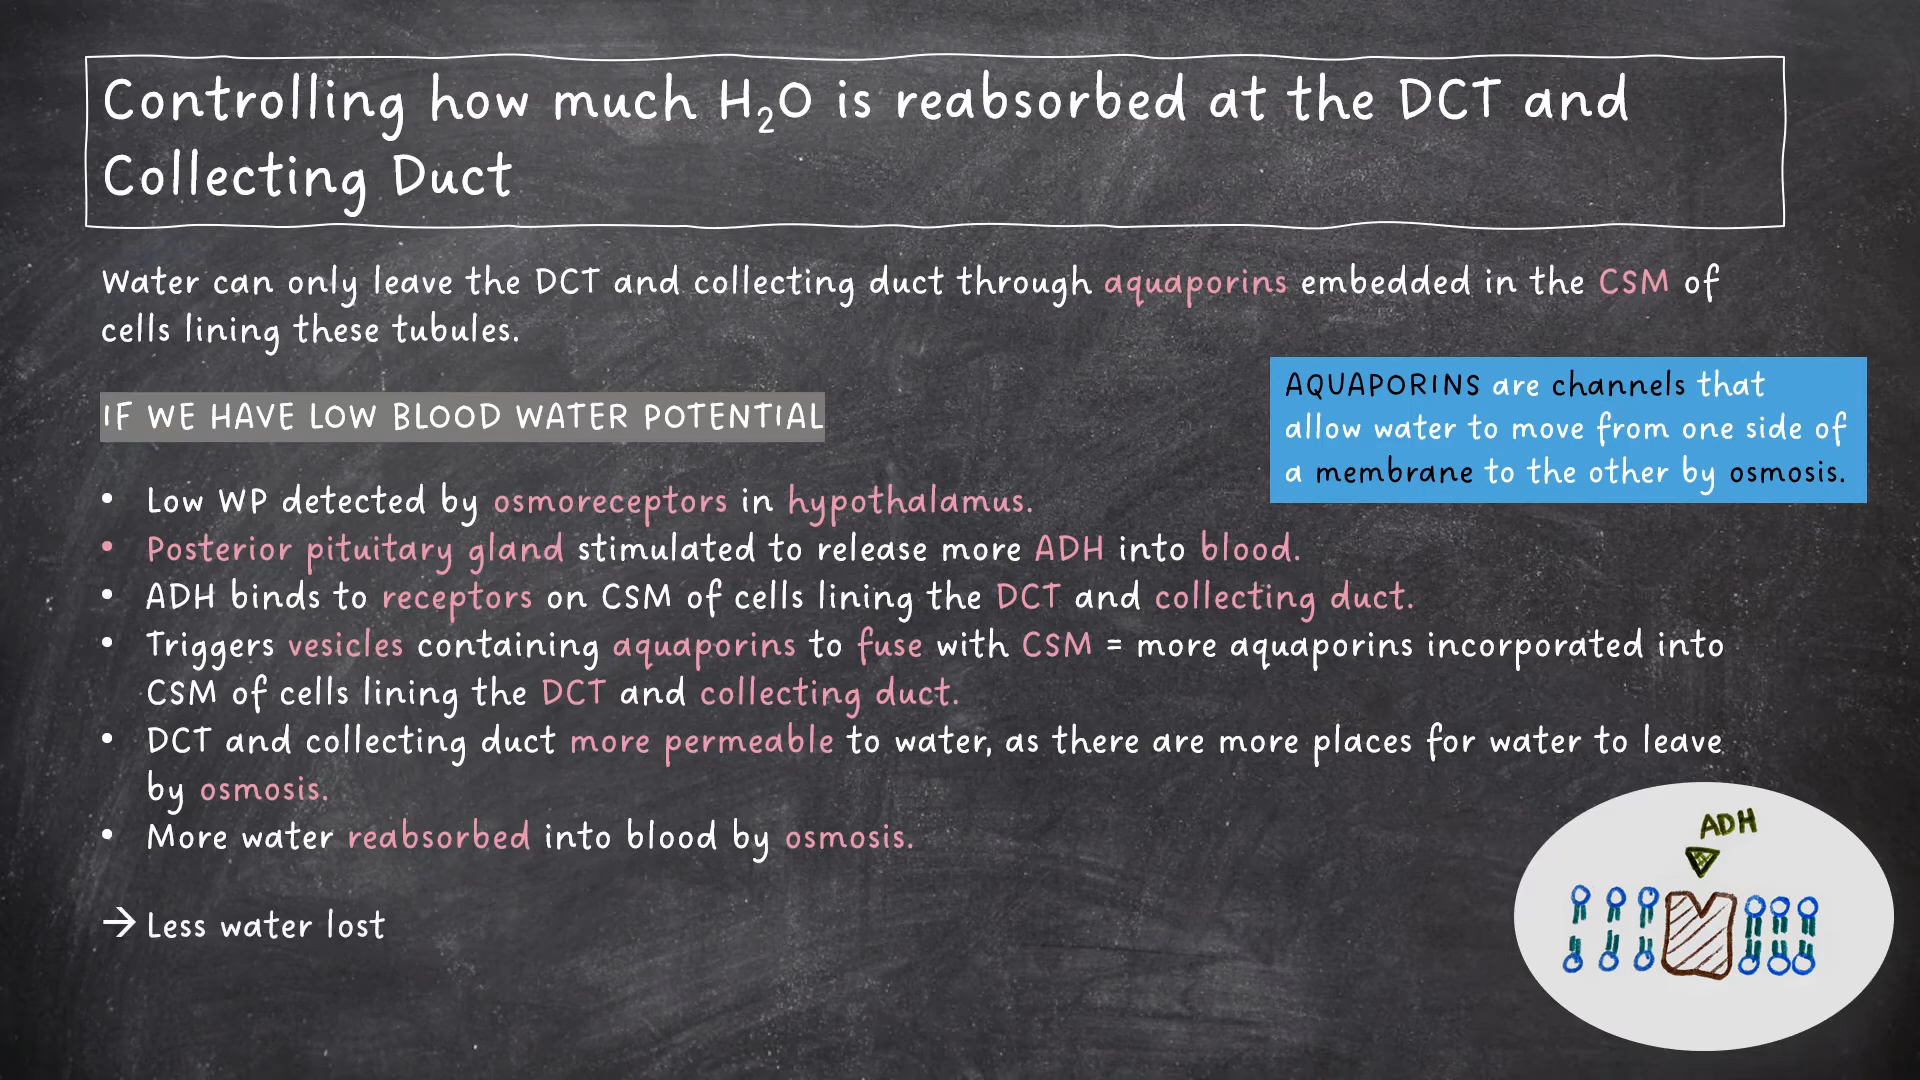 Controlling how much H₂O is reabsorbed at the DCT and
Collecting Duct
Water can only leave the DCT and collecting duct through aquaporins embedded in the CSM of
cells lining these tubules.
AQUAPORINS are channels that
allow water to move from one side of
a membrane to the other by osmosis.
IF WE HAVE LOW BLOOD WATER POTENTIAL
• Low WP detected by osmoreceptors in hypothalamus.
• Posterior pituitary gland stimulated to release more ADH into blood.
• ADH binds to receptors on CSM of cells lining the DCT and collecting duct.
• Triggers vesicles containing aquaporins to fuse with CSM = more aquaporins incorporated into
CSM of cells lining the DCT and collecting duct.
• DCT and collecting duct more permeable to water, as there are more places for water to leave
by osmosis.
• More water reabsorbed into blood by osmosis.
→ Less water lost
ADH